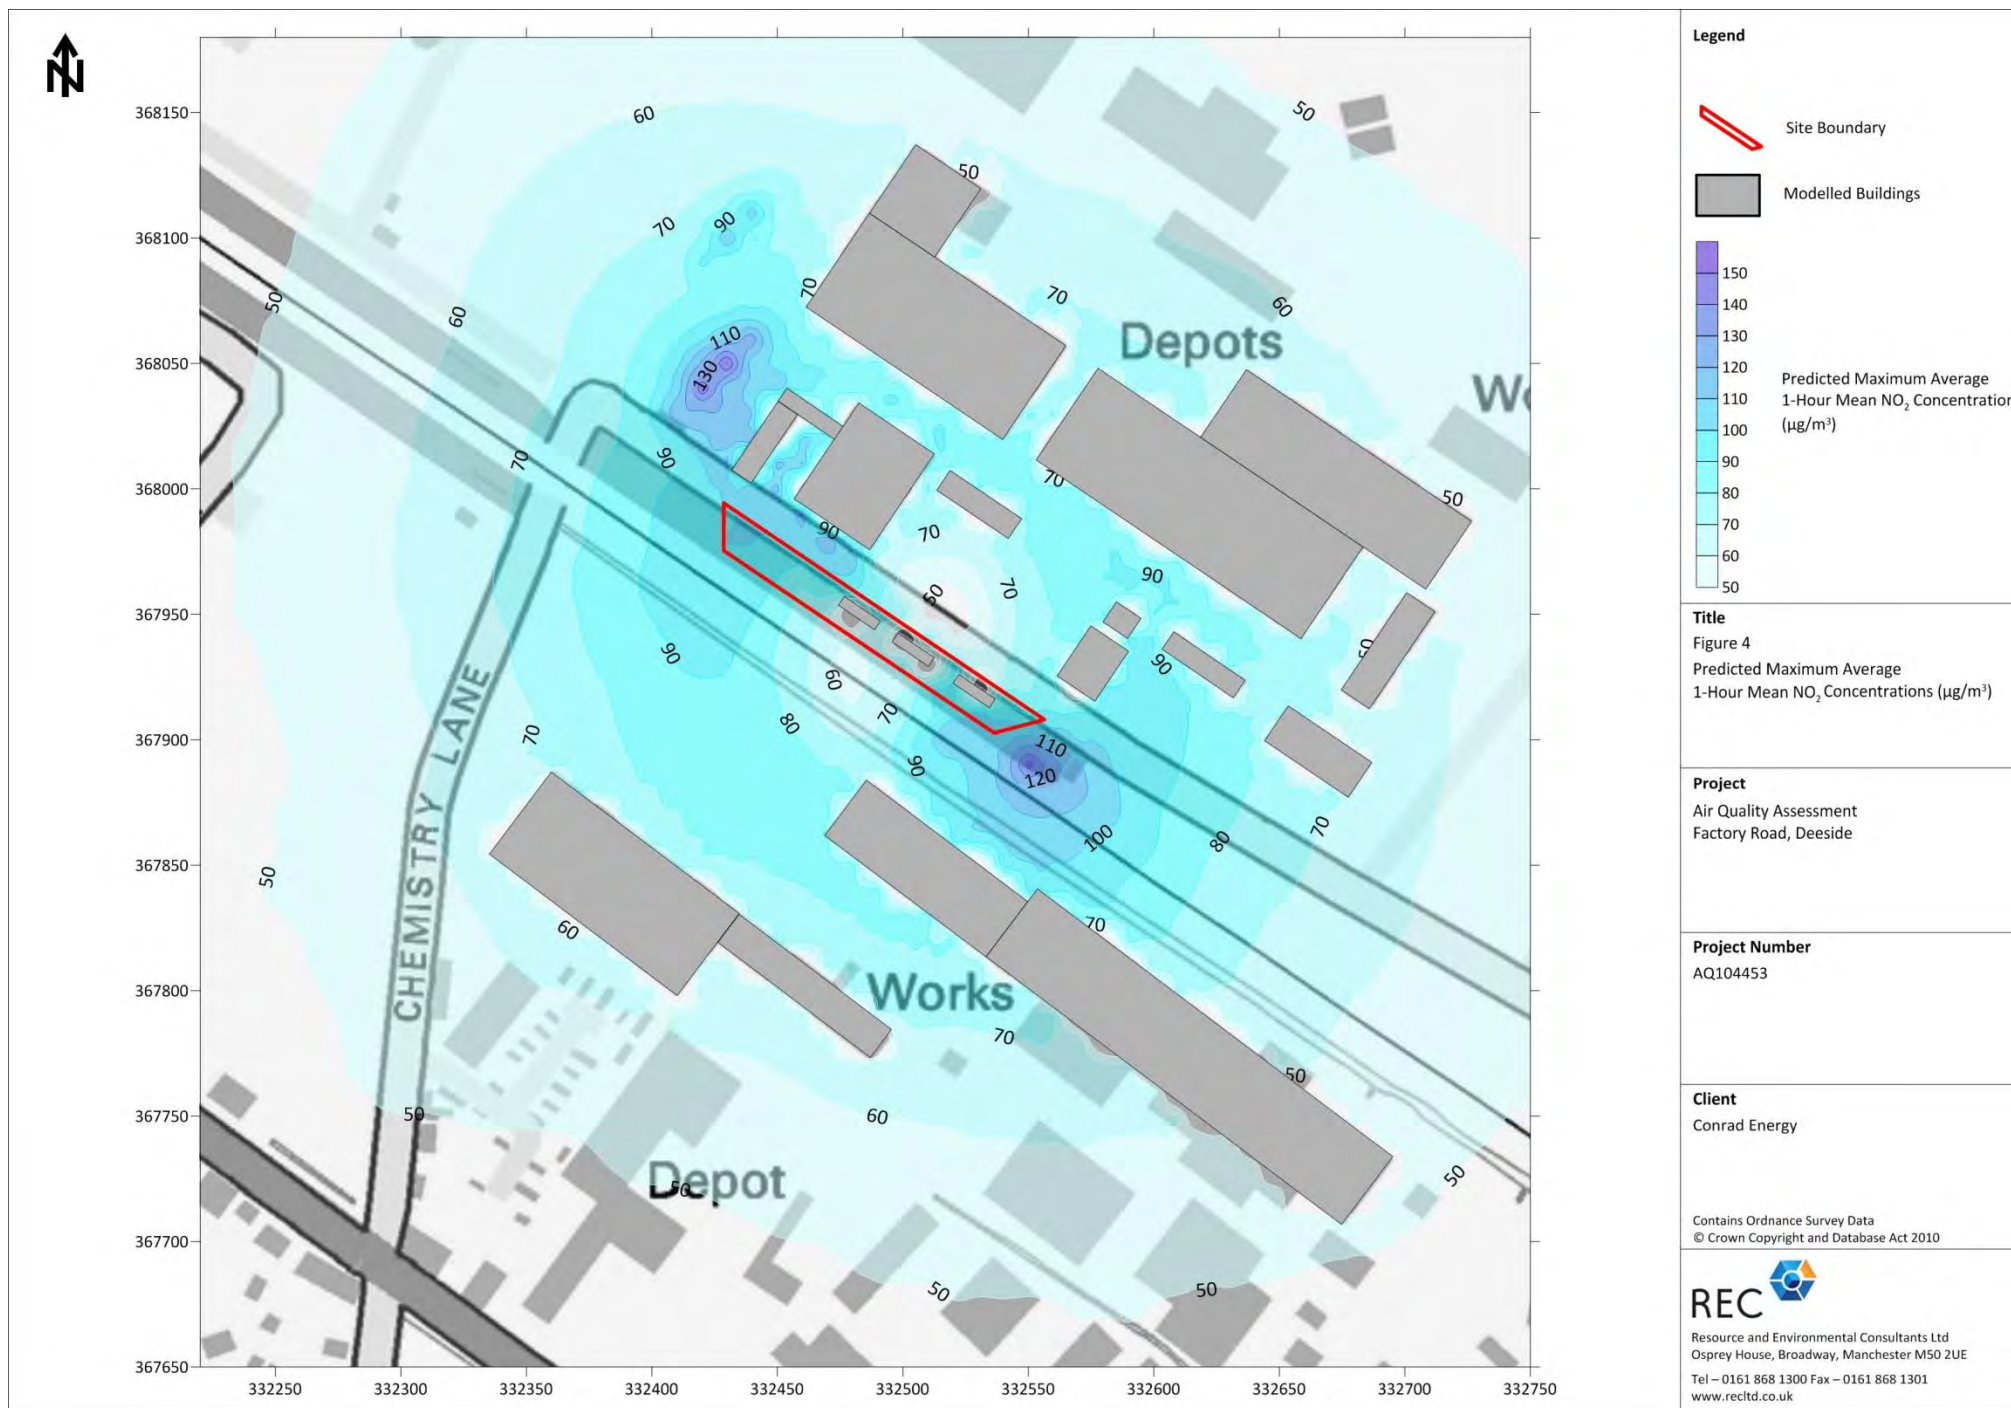 N
368150
368100
368050
368000
367950
367900
367850
367800
367750
367700
367650
332250
332300
332350
332400
332450
332500
332550
332600
332650
332700
332750
60
50
50
70
90
70
70
60
50
60
Depots
110
130
70
90
70
50
90
70
50
70
90
50
90
60
90
70
80
90
70
110
120
100
80
70
50
60
70
Works
70
50
60
50
Depot
50
50
50
50
CHEMISTRY LANE
Legend
Site Boundary
Modelled Buildings
150
140
130
120
110
100
90
80
70
60
50
Predicted Maximum Average
1-Hour Mean NO2 Concentration
(µg/m³)
Title
Figure 4
Predicted Maximum Average
1-Hour Mean NO2 Concentrations (µg/m³)
Project
Air Quality Assessment
Factory Road, Deeside
Project Number
AQ104453
Client
Conrad Energy
Contains Ordnance Survey Data
© Crown Copyright and Database Act 2010
REC
Resource and Environmental Consultants Ltd
Osprey House, Broadway, Manchester M50 2UE
Tel – 0161 868 1300 Fax – 0161 868 1301
www.recltd.co.uk